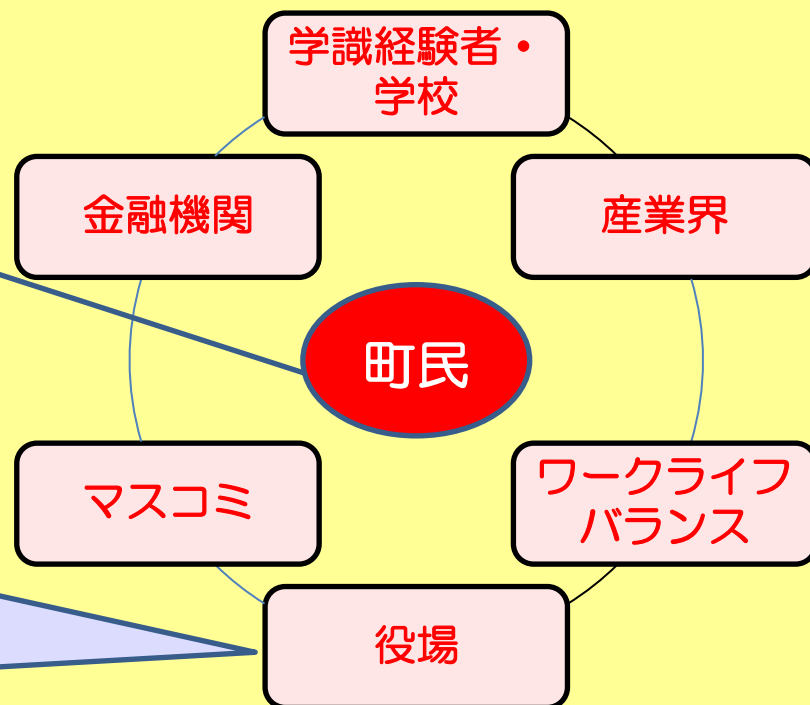 学識経験者・
学校
金融機関
産業界
町民
マスコミ
ワークライフ
バランス
役場